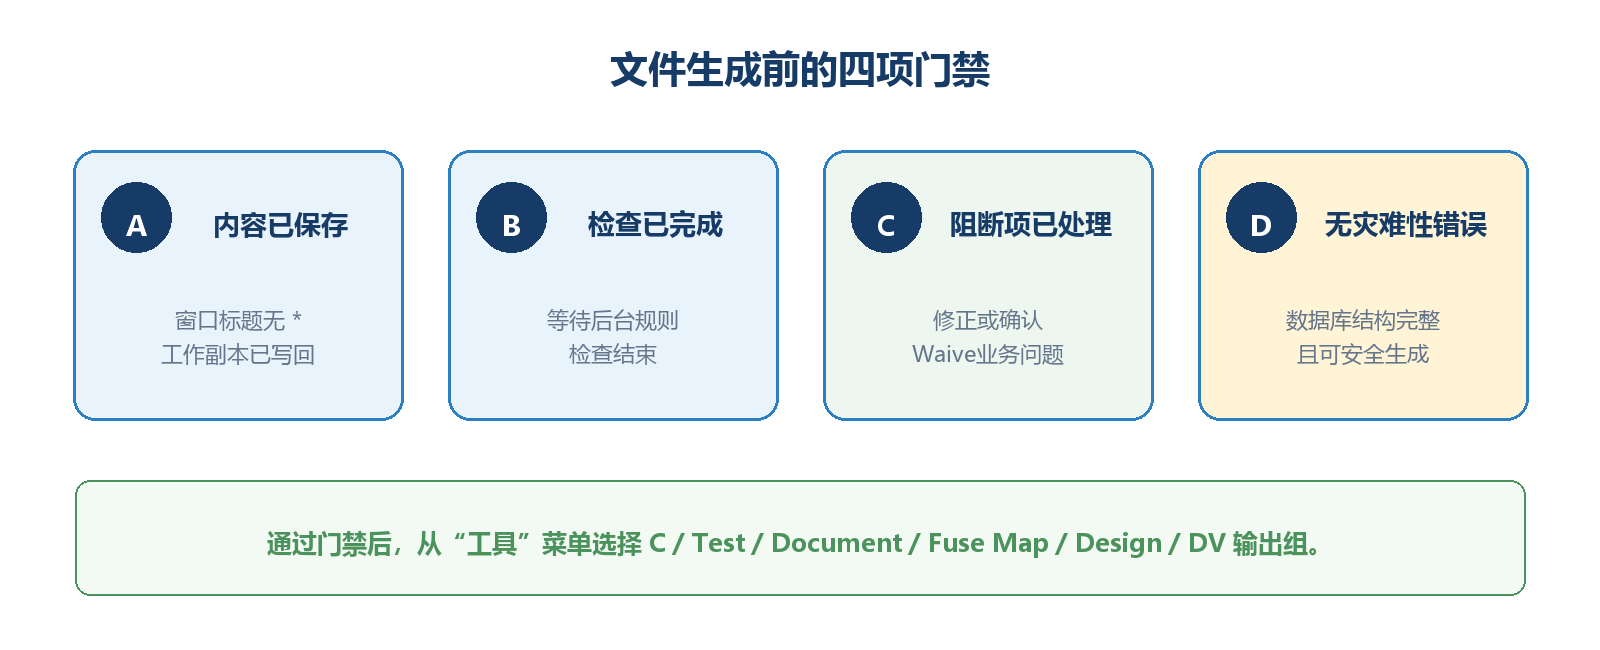 文件生成前的四项门禁
A 内容已保存
窗口标题无 *
工作副本已写回
B 检查已完成
等待后台规则
检查结束
C 阻断项已处理
修正或确认
Waive业务问题
D 无灾难性错误
数据库结构完整
且可安全生成
通过门禁后，从“工具”菜单选择 C / Test / Document / Fuse Map / Design / DV 输出组。